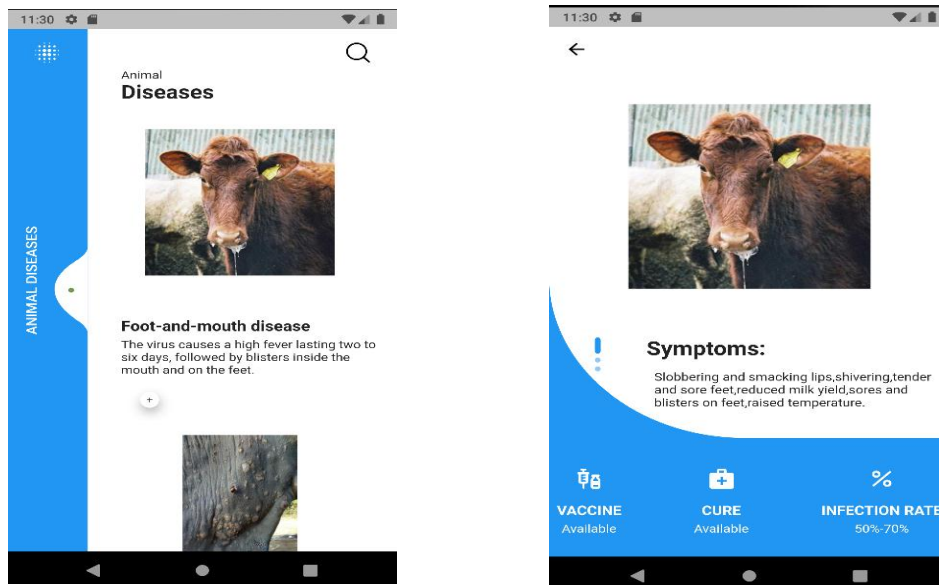 11:30
Animal
Diseases
ANIMAL DISEASES
Foot-and-mouth disease
The virus causes a high fever lasting two to
six days, followed by blisters inside the
mouth and on the feet.
+
11:30
Symptoms:
Slobbering and smacking lips,shivering,tender
and sore feet,reduced milk yield,sores and
blisters on feet,raised temperature.
VACCINE
Available
CURE
Available
INFECTION RATE
50%-70%